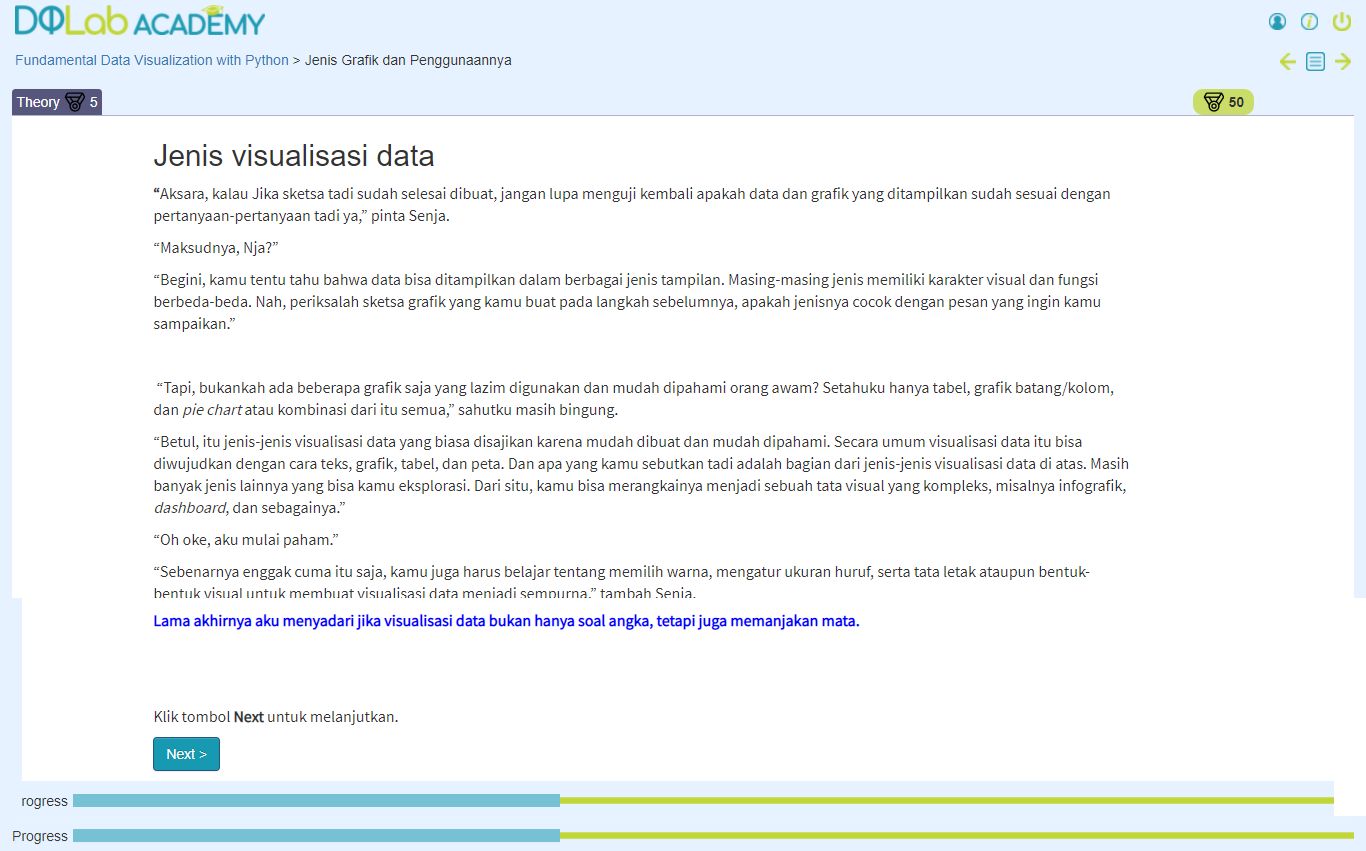 DQLab ACADEMY
Fundamental Data Visualization with Python > Jenis Grafik dan Penggunaannya
Theory 5
50
Jenis visualisasi data
“Aksara, kalau Jika sketsa tadi sudah selesai dibuat, jangan lupa menguji kembali apakah data dan grafik yang ditampilkan sudah sesuai dengan
pertanyaan-pertanyaan tadi ya,” pinta Senja.
“Maksudnya, Nja?”
“Begini, kamu tentu tahu bahwa data bisa ditampilkan dalam berbagai jenis tampilan. Masing-masing jenis memiliki karakter visual dan fungsi
berbeda-beda. Nah, periksalah sketsa grafik yang kamu buat pada langkah sebelumnya, apakah jenisnya cocok dengan pesan yang ingin kamu
sampaikan.”
“Tapi, bukankah ada beberapa grafik saja yang lazim digunakan dan mudah dipahami orang awam? Setahuku hanya tabel, grafik batang/kolom,
dan pie chart atau kombinasi dari itu semua,” sahutku masih bingung.
“Betul, itu jenis-jenis visualisasi data yang biasa disajikan karena mudah dibuat dan mudah dipahami. Secara umum visualisasi data itu bisa
diwujudkan dengan cara teks, grafik, tabel, dan peta. Dan apa yang kamu sebutkan tadi adalah bagian dari jenis-jenis visualisasi data di atas. Masih
banyak jenis lainnya yang bisa kamu eksplorasi. Dari situ, kamu bisa merangkainya menjadi sebuah tata visual yang kompleks, misalnya infografik,
dashboard, dan sebagainya.”
“Oh oke, aku mulai paham.”
“Sebenarnya enggak cuma itu saja, kamu juga harus belajar tentang memilih warna, mengatur ukuran huruf, serta tata letak ataupun bentuk-
bentuk visual untuk membuat visualisasi data menjadi sempurna,” tambah Senja.
Lama akhirnya aku menyadari jika visualisasi data bukan hanya soal angka, tetapi juga memanjakan mata.
Klik tombol Next untuk melanjutkan.
Next >
rogress
Progress